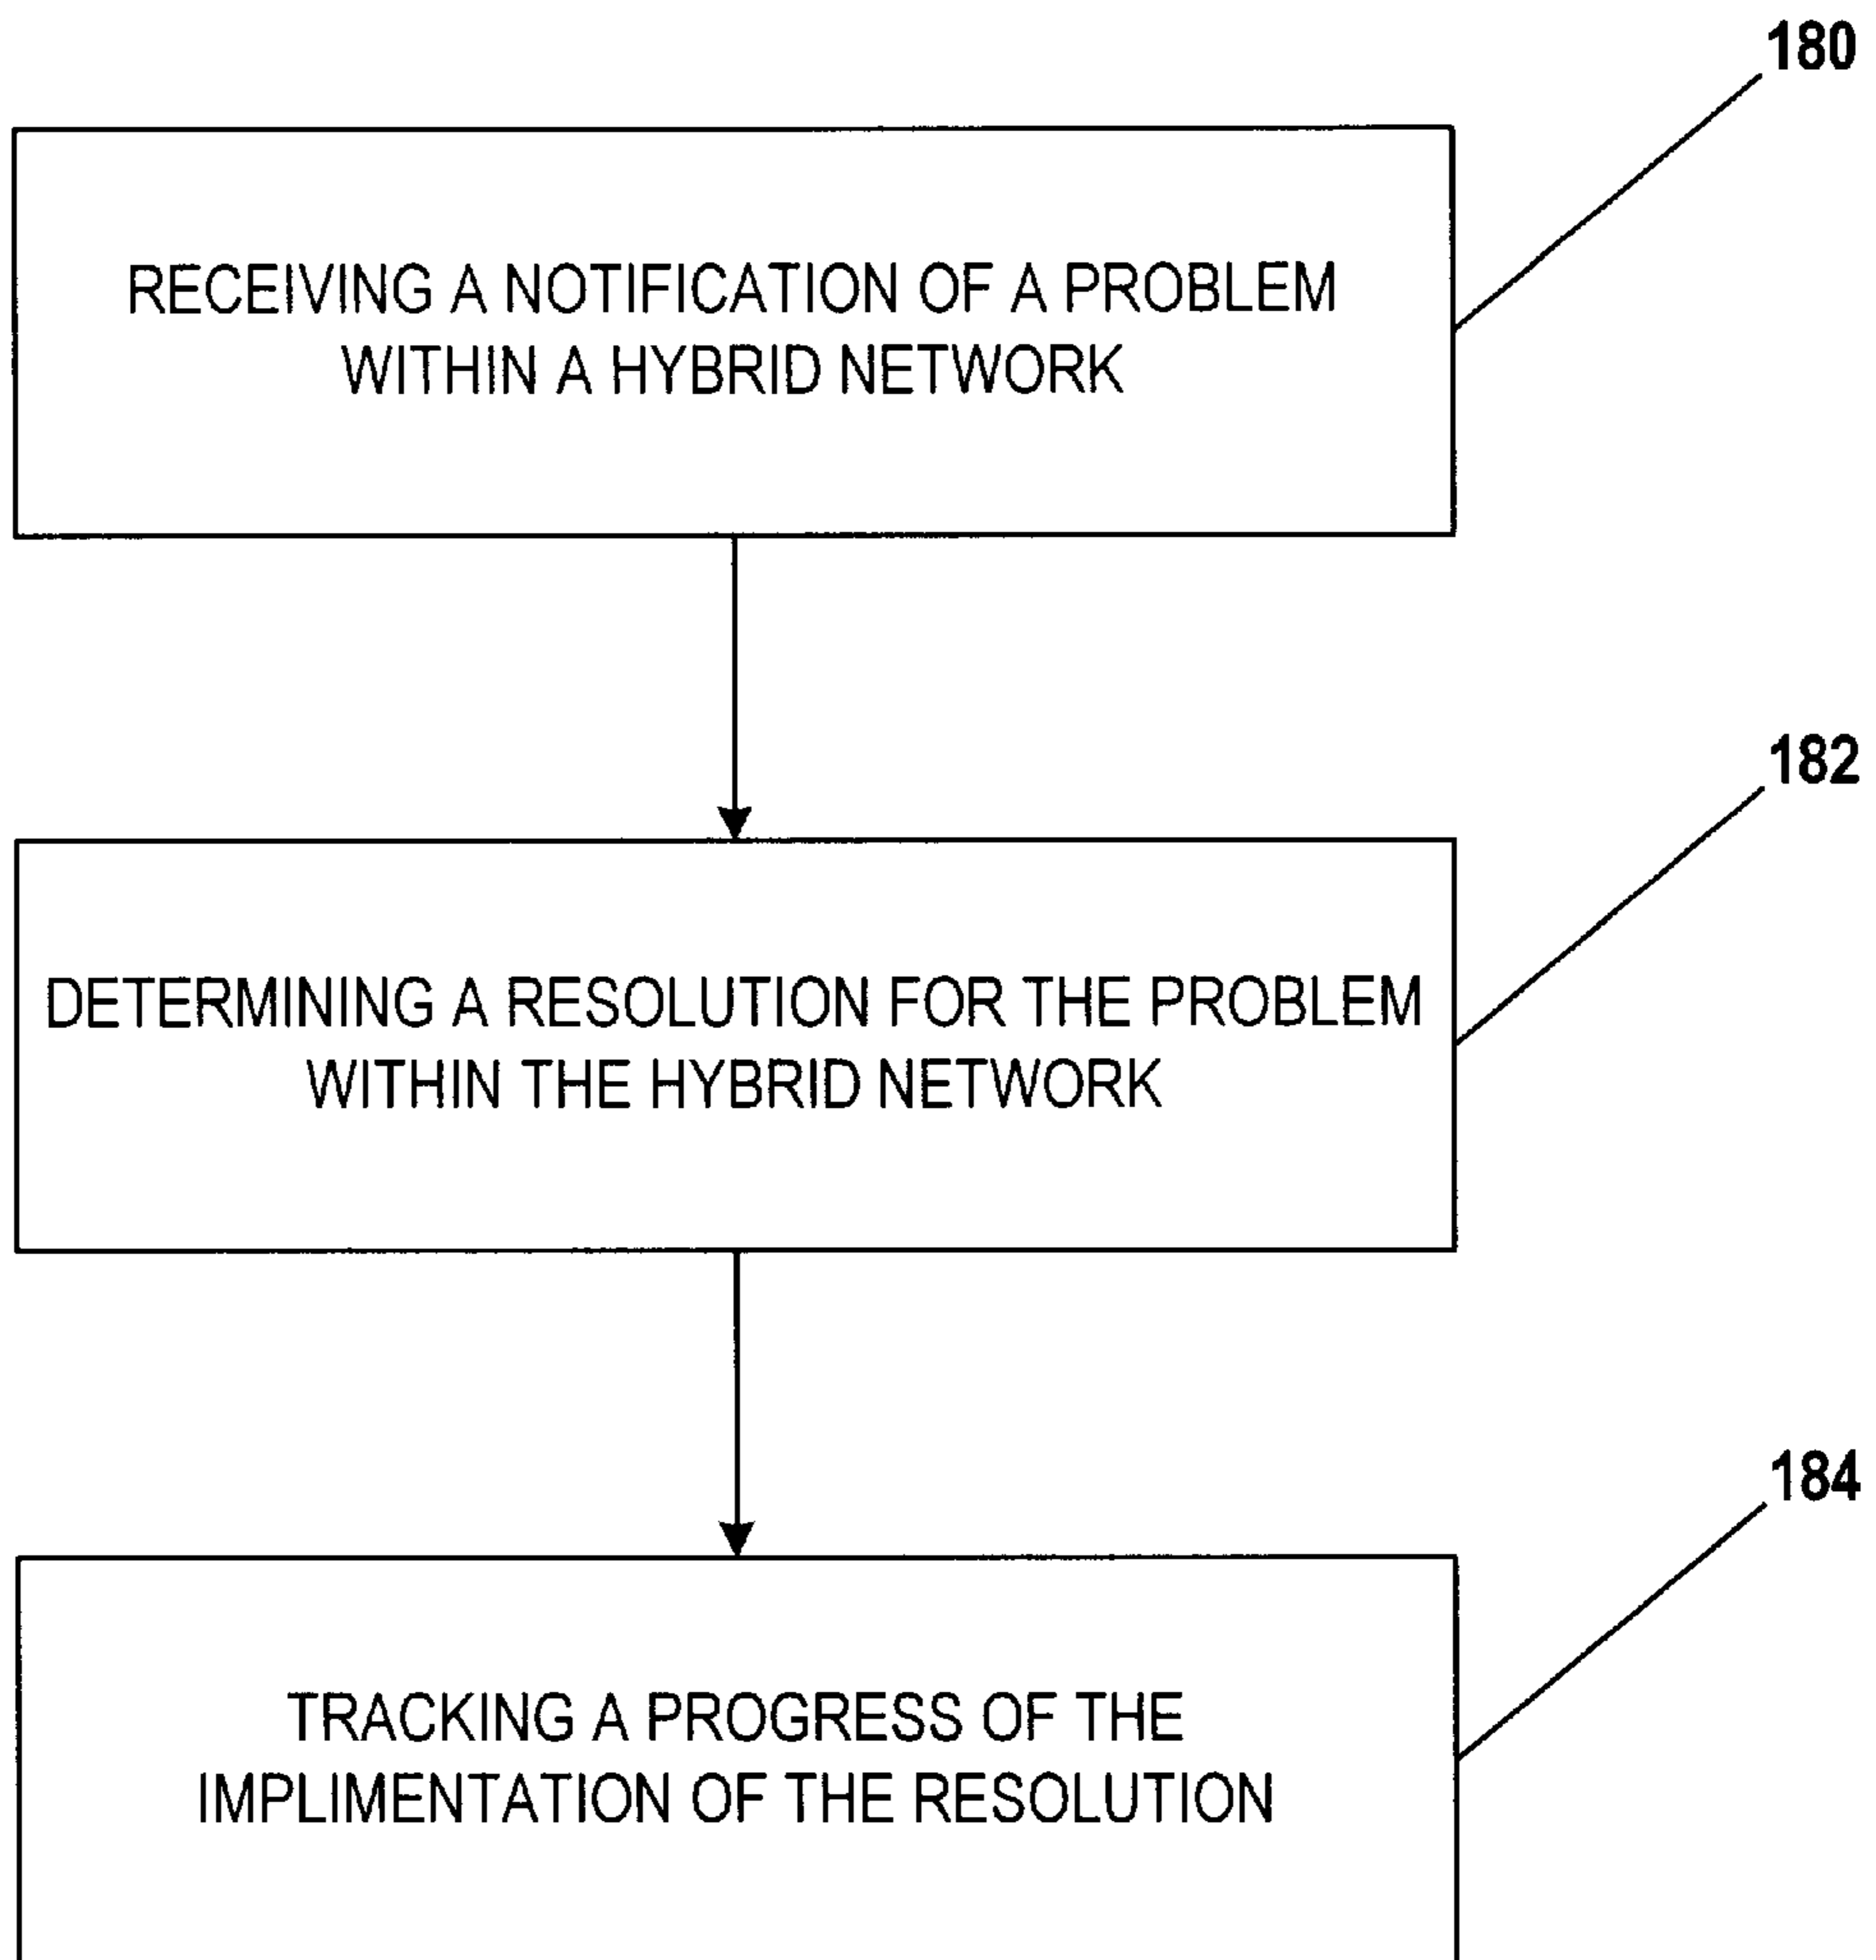 180
RECEIVING A NOTIFICATION OF A PROBLEM
WITHIN A HYBRID NETWORK
182
DETERMINING A RESOLUTION FOR THE PROBLEM
WITHIN THE HYBRID NETWORK
184
TRACKING A PROGRESS OF THE
IMPLIMENTATION OF THE RESOLUTION